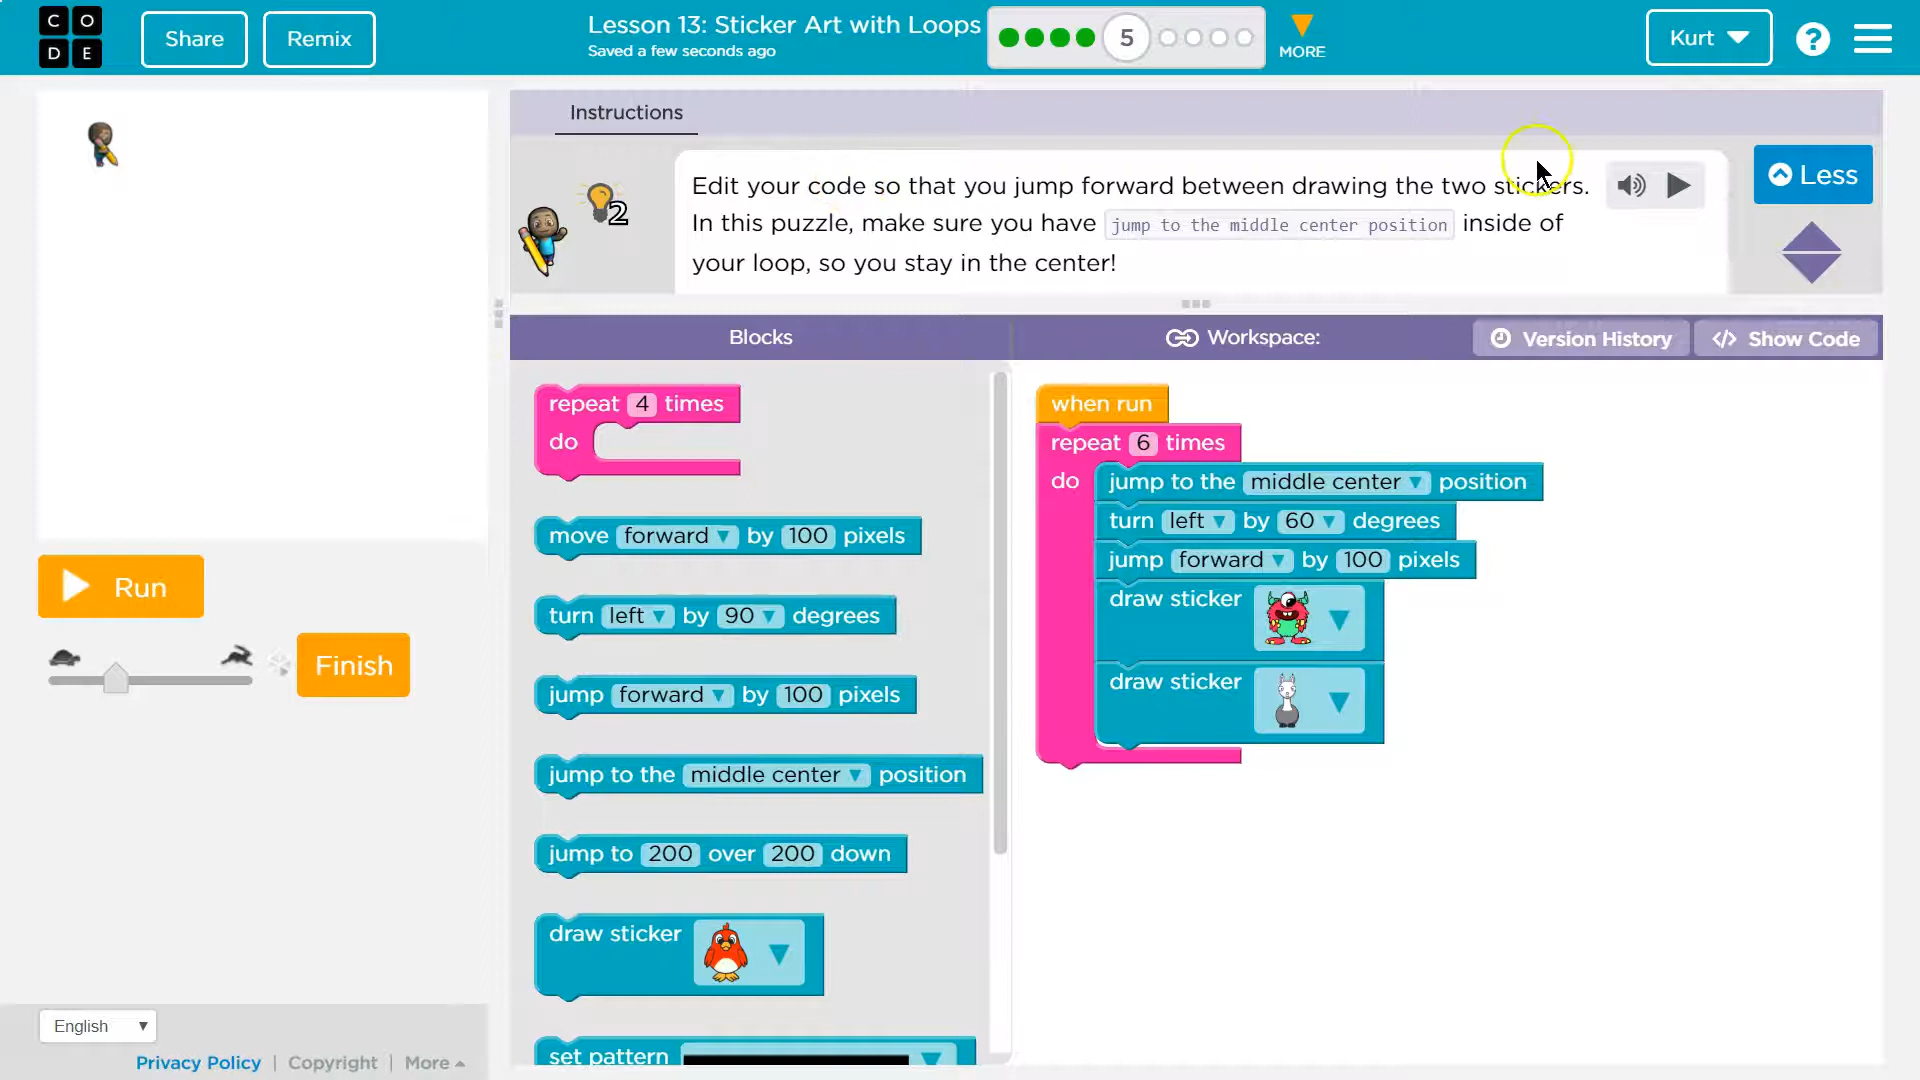 C O
D E
Share
Remix
Lesson 13: Sticker Art with Loops
Saved a few seconds ago
5
MORE
Kurt
?
Instructions
2
Edit your code so that you jump forward between drawing the two stickers.
In this puzzle, make sure you have jump to the middle center position inside of
your loop, so you stay in the center!
Less
Blocks
Workspace:
Version History
Show Code
repeat 4 times
do
move forward by 100 pixels
turn left by 90 degrees
jump forward by 100 pixels
jump to the middle center position
jump to 200 over 200 down
draw sticker
set pattern
when run
repeat 6 times
do
jump to the middle center position
turn left by 60 degrees
jump forward by 100 pixels
draw sticker
draw sticker
Run
Finish
English
Privacy Policy | Copyright | More